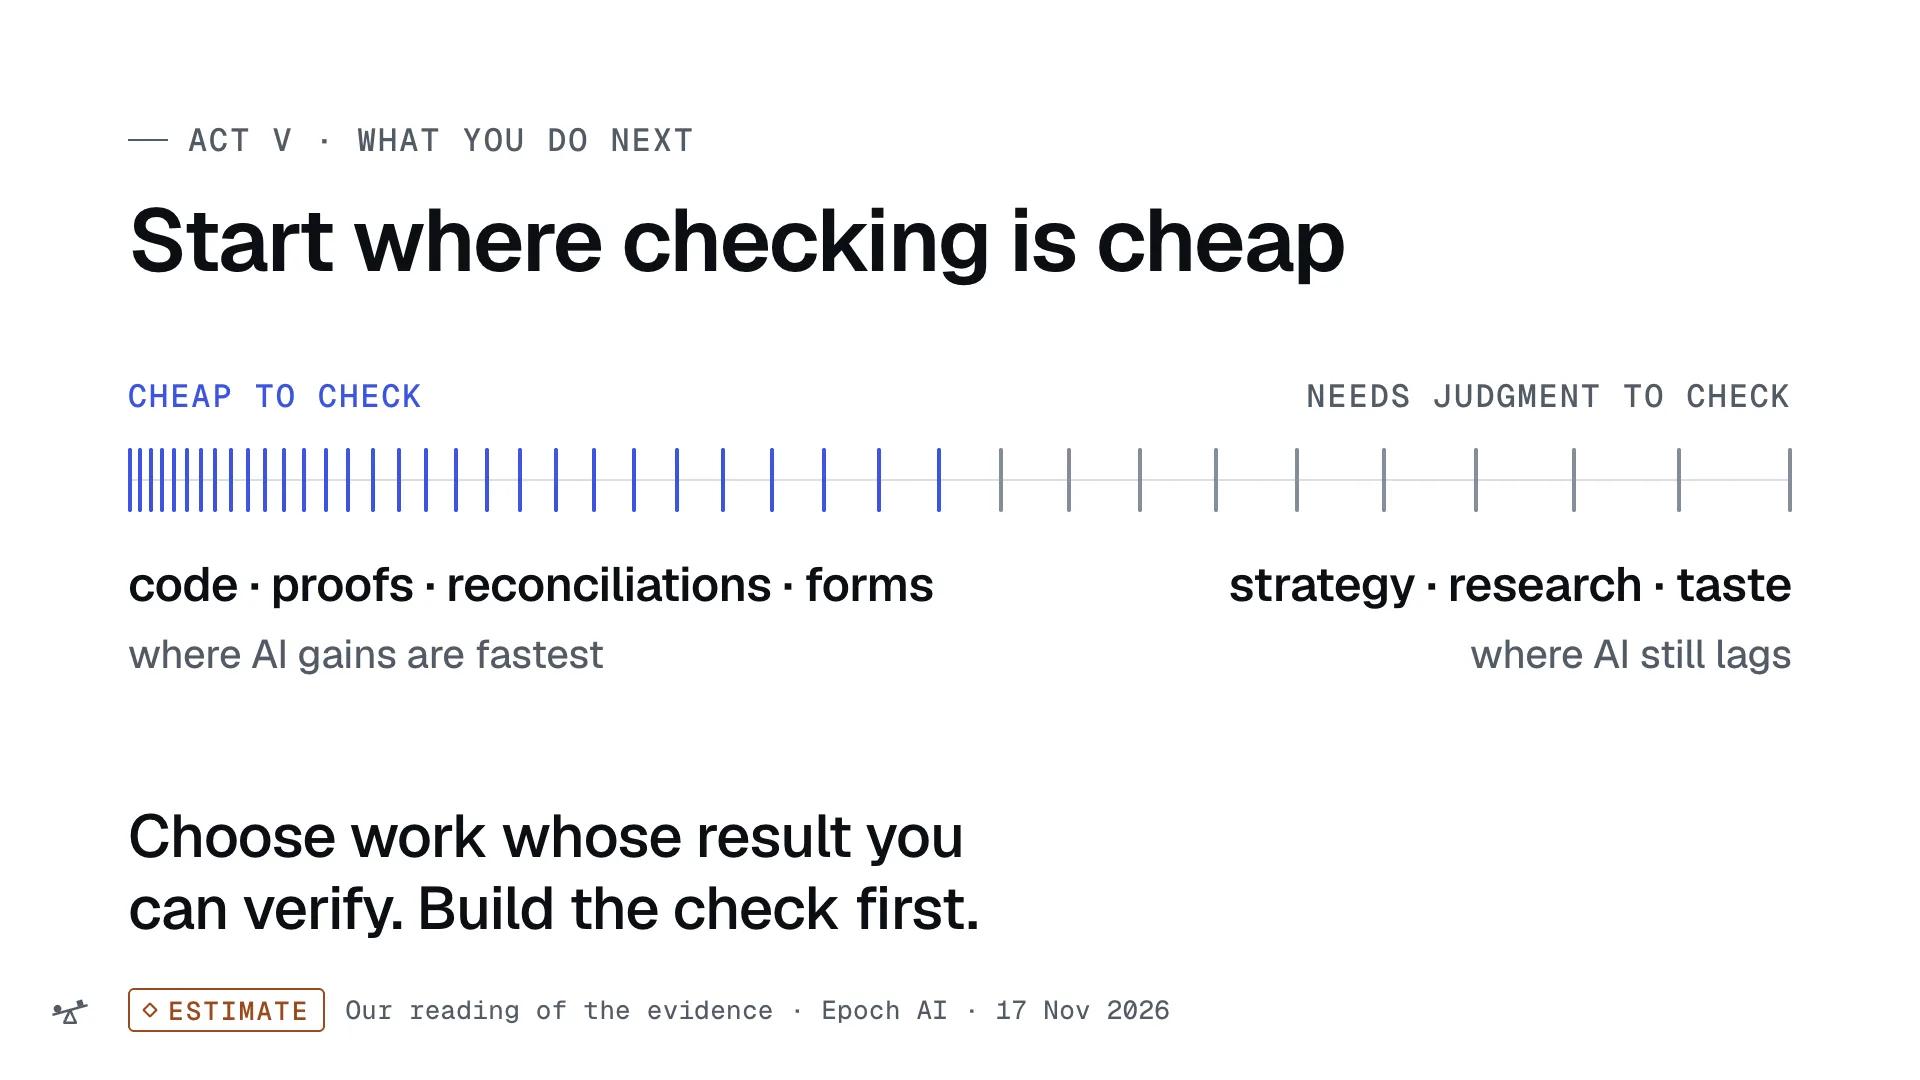 ACT V · WHAT YOU DO NEXT
Start where checking is cheap
CHEAP TO CHECK
NEEDS JUDGMENT TO CHECK
code · proofs · reconciliations · forms
strategy · research · taste
where AI gains are fastest
where AI still lags
Choose work whose result you
can verify. Build the check first.
ESTIMATE
Our reading of the evidence · Epoch AI · 17 Nov 2026